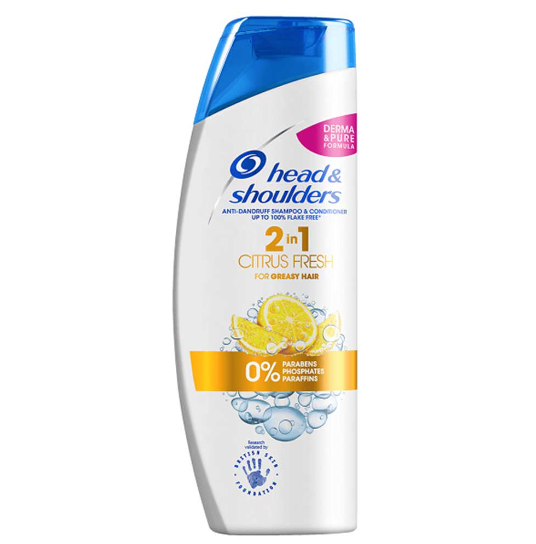 DERMA
& PURE
FORMULA
head &
shoulders
ANTI-DANDRUFF SHAMPOO & CONDITIONER
UP TO 100% FLAKE FREE*
2 in 1
CITRUS FRESH
FOR GREASY HAIR
0% PARABENS
PHOSPHATES
PARAFFINS
Research
validated by
BRITISH SKIN
FOUNDATION